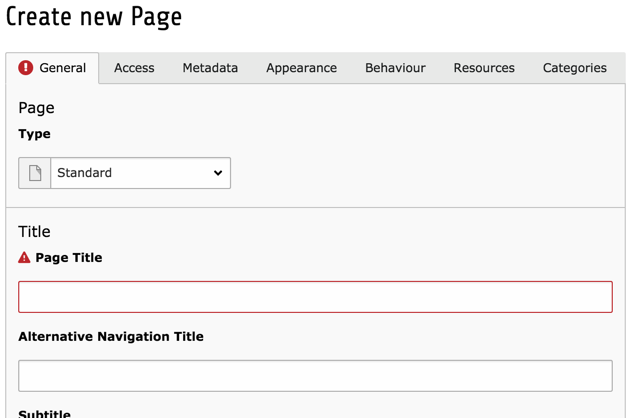 Create new Page
General Access Metadata Appearance Behaviour Resources Categories
Page
Type
Standard
Title
Page Title
Alternative Navigation Title
Subtitle